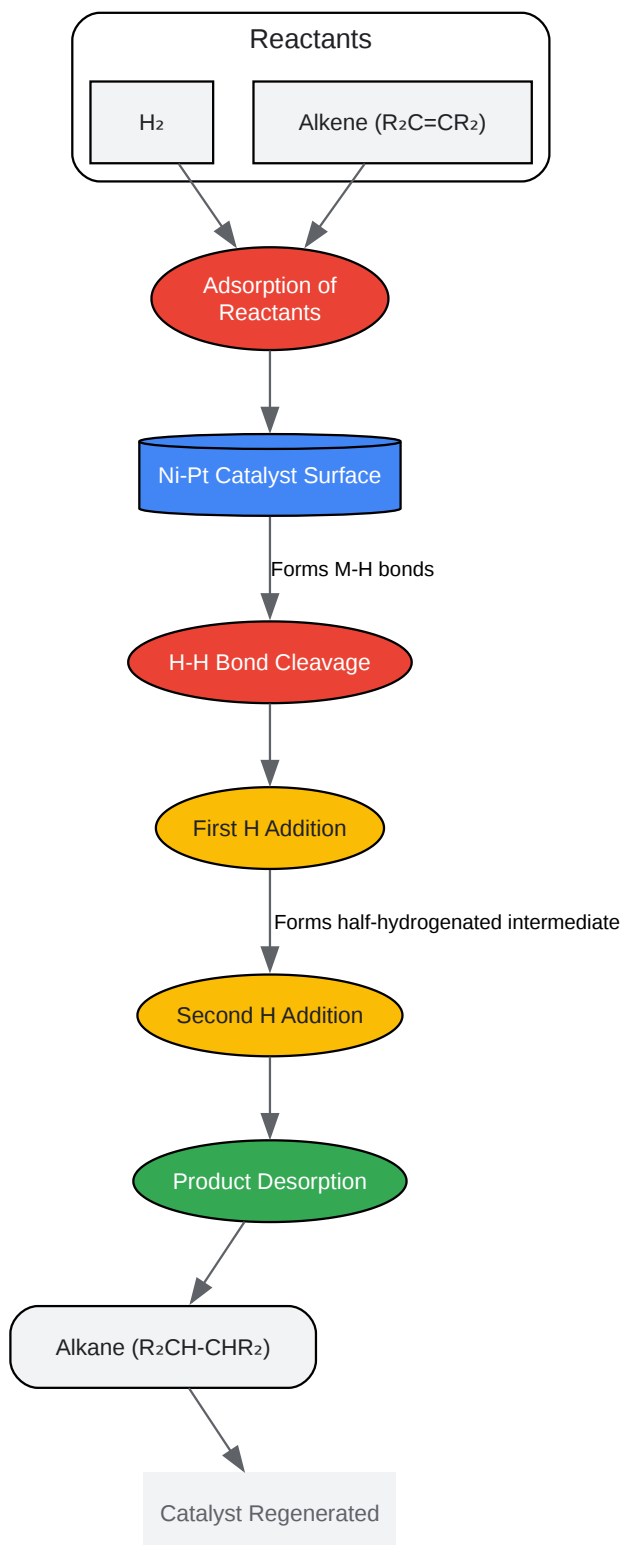 Reactants
H₂
Alkene (R₂C=CR₂)
Adsorption of
Reactants
Ni-Pt Catalyst Surface
Forms M-H bonds
H-H Bond Cleavage
First H Addition
Forms half-hydrogenated intermediate
Second H Addition
Product Desorption
Alkane (R₂CH-CHR₂)
Catalyst Regenerated